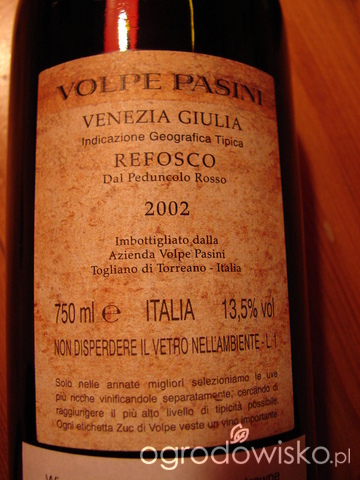 VOLPE PASINI
VENEZIA GIULIA
Indicazione Geografica Tipica
REFOSCO
Dal Peduncolo Rosso
2002
Imbottigliato dalla
Azienda Volpe Pasini
Togliano di Torreano - Italia
750 ml ℮ ITALIA 13,5% vol
NON DISPERDERE IL VETRO NELL'AMBIENTE - L. 1
Solo nelle annate migliori selezioniamo le uve
più ricche vinificandole separatamente, cercando di
raggiungere il più alto livello di tipicità possibile.
Ogni etichetta Zuc di Volpe veste un vino importante
ogrodowisko.pl